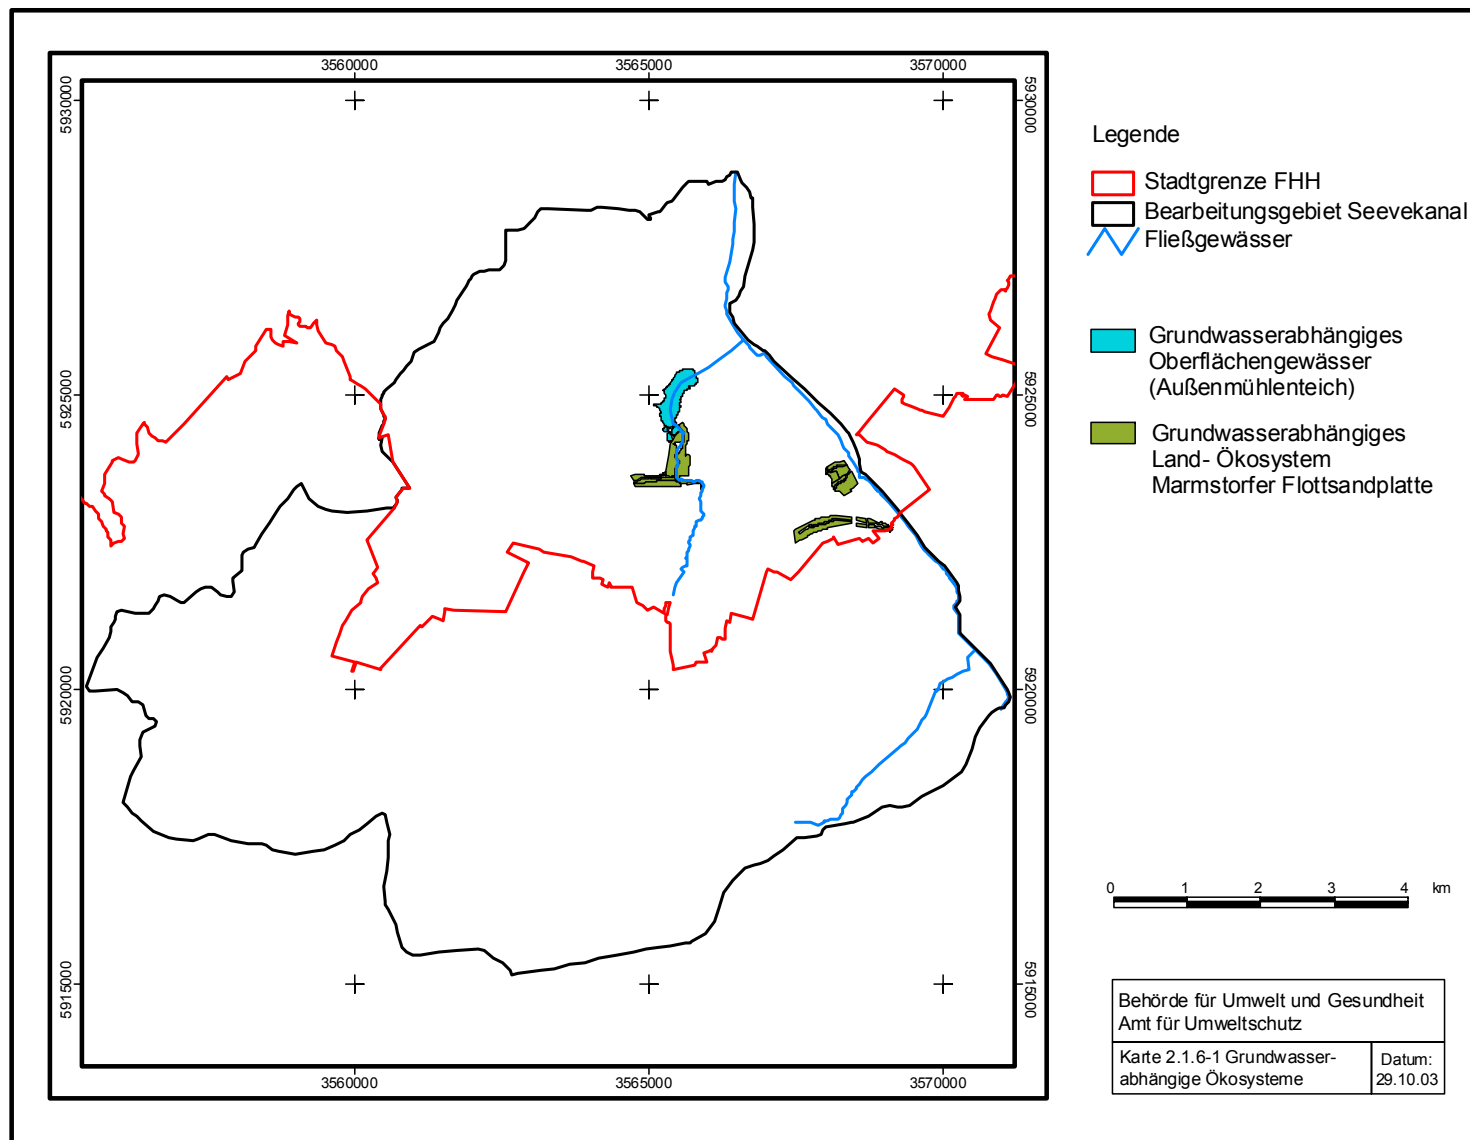 3560000 3565000 3570000
5930000 5930000
5925000 5925000
5920000 5920000
5915000 5915000
3560000 3565000 3570000
Legende
Stadtgrenze FHH
Bearbeitungsgebiet Seevekanal
Fließgewässer
Grundwasserabhängiges
Oberflächengewässer
(Außenmühlenteich)
Grundwasserabhängiges
Land- Ökosystem
Marmstorfer Flottsandplatte
0 1 2 3 4 km
Behörde für Umwelt und Gesundheit
Amt für Umweltschutz
Karte 2.1.6-1 Grundwasser-
abhängige Ökosysteme
Datum:
29.10.03